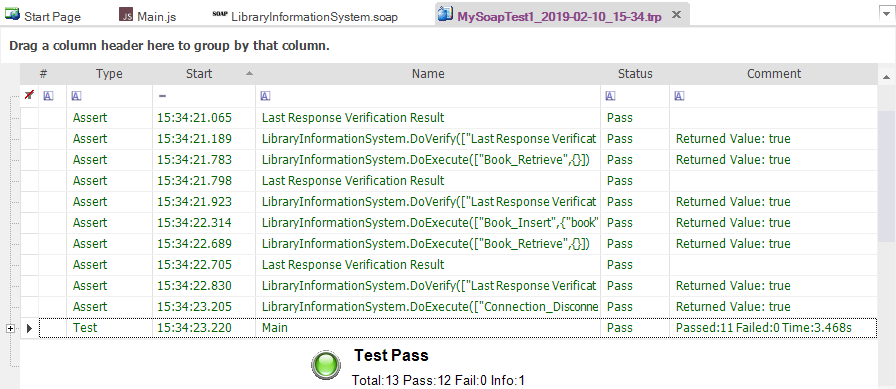 Start Page JS Main.js SOAP LibraryInformationSystem.soap MySoapTest1_2019-02-10_15-34.trp
Drag a column header here to group by that column.
# Type Start Name Status Comment
Assert 15:34:21.065 Last Response Verification Result Pass
Assert 15:34:21.189 LibraryInformationSystem.DoVerify(["Last Response Verificat Pass Returned Value: true
Assert 15:34:21.783 LibraryInformationSystem.DoExecute(["Book_Retrieve",{}]) Pass Returned Value: true
Assert 15:34:21.798 Last Response Verification Result Pass
Assert 15:34:21.923 LibraryInformationSystem.DoVerify(["Last Response Verificat Pass Returned Value: true
Assert 15:34:22.314 LibraryInformationSystem.DoExecute(["Book_Insert",{"book" Pass Returned Value: true
Assert 15:34:22.689 LibraryInformationSystem.DoExecute(["Book_Retrieve",{}]) Pass Returned Value: true
Assert 15:34:22.705 Last Response Verification Result Pass
Assert 15:34:22.830 LibraryInformationSystem.DoVerify(["Last Response Verificat Pass Returned Value: true
Assert 15:34:23.205 LibraryInformationSystem.DoExecute(["Connection_Disconne Pass Returned Value: true
Test 15:34:23.220 Main Pass Passed:11 Failed:0 Time:3.468s
Test Pass
Total:13 Pass:12 Fail:0 Info:1